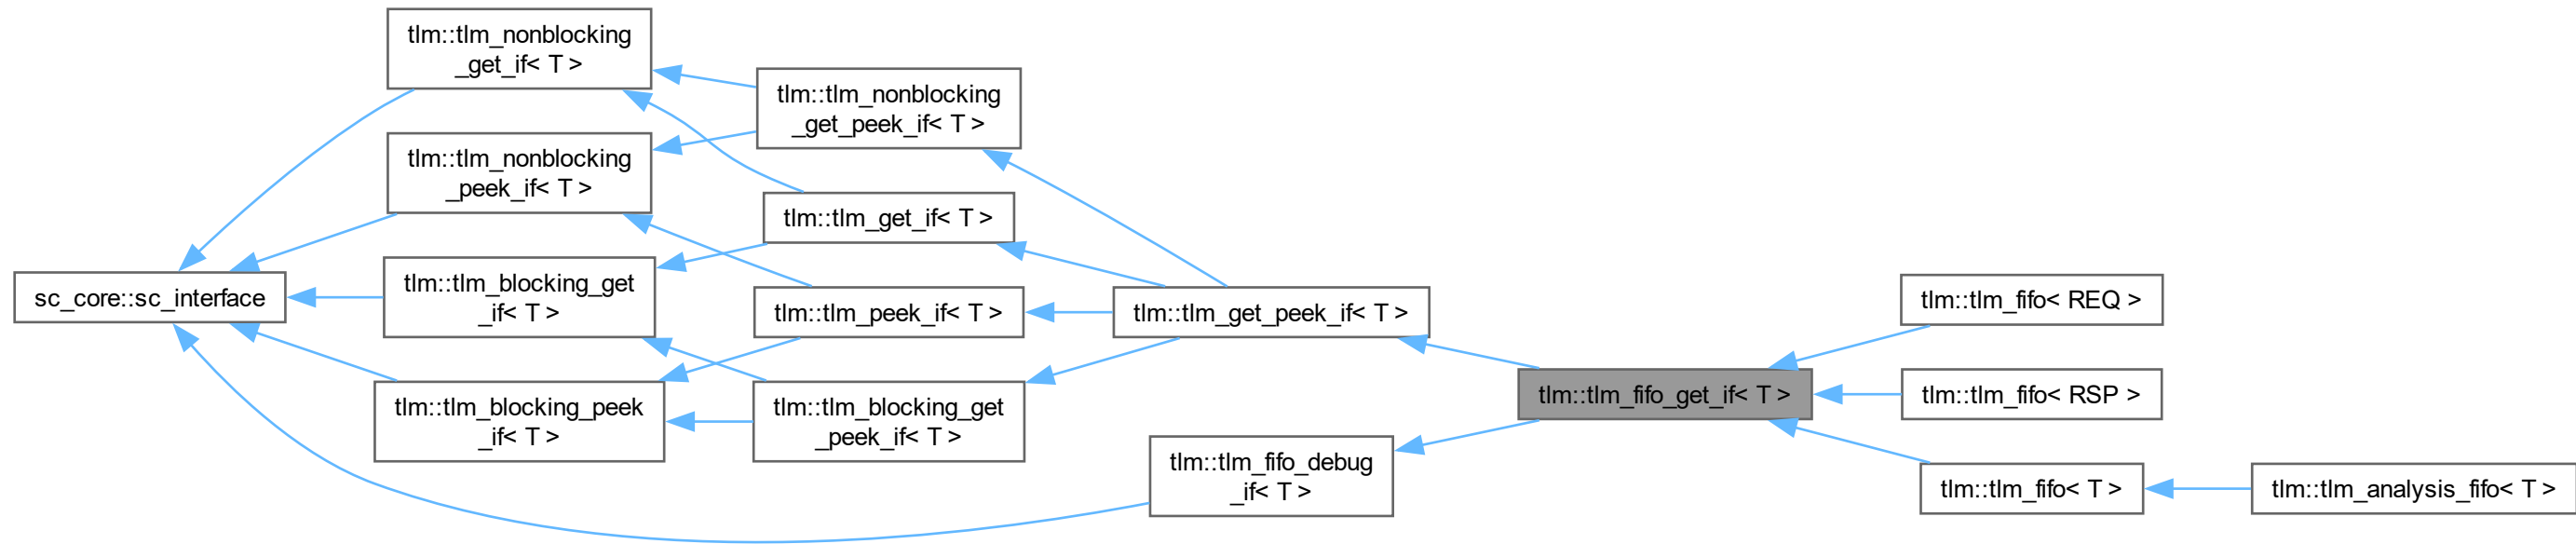 tlm::tlm_nonblocking
_get_if< T >
tlm::tlm_nonblocking
_get_peek_if< T >
tlm::tlm_nonblocking
_peek_if< T >
tlm::tlm_get_if< T >
sc_core::sc_interface
tlm::tlm_blocking_get
_if< T >
tlm::tlm_peek_if< T >
tlm::tlm_get_peek_if< T >
tlm::tlm_fifo< REQ >
tlm::tlm_blocking_peek
_if< T >
tlm::tlm_blocking_get
_peek_if< T >
tlm::tlm_fifo_get_if< T >
tlm::tlm_fifo< RSP >
tlm::tlm_fifo_debug
_if< T >
tlm::tlm_fifo< T >
tlm::tlm_analysis_fifo< T >